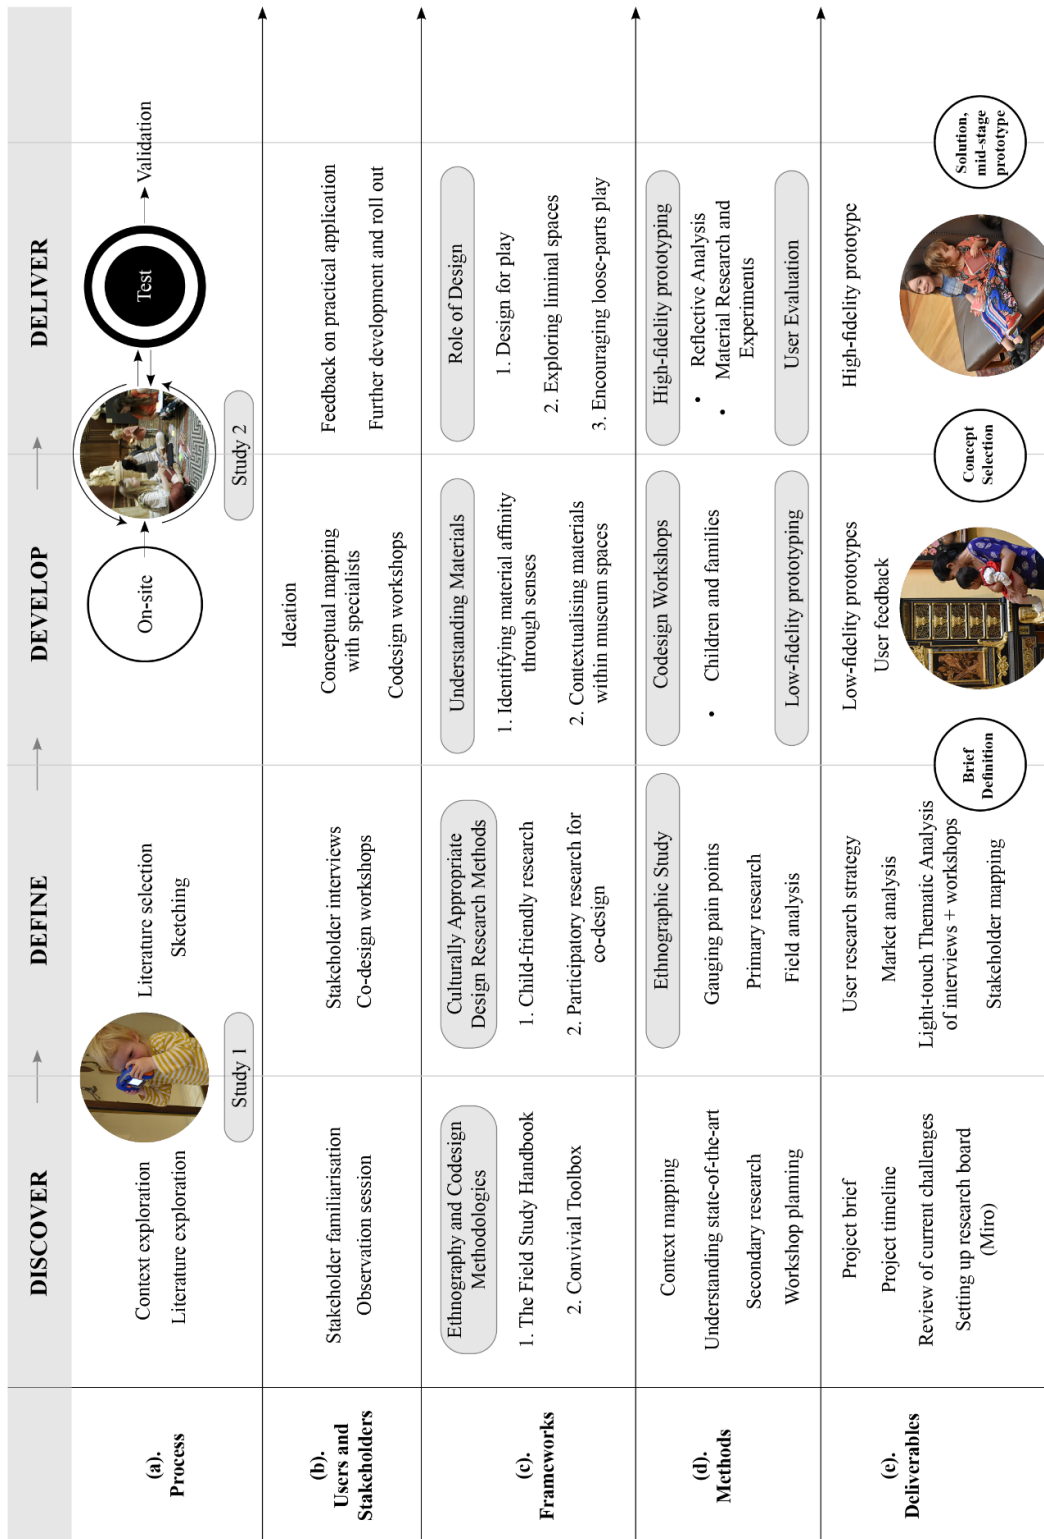 DISCOVER
DEFINE
DEVELOP
DELIVER
(a).
Process
Context exploration
Literature exploration
Study 1
Literature selection
Sketching
On-site
Study 2
Test
Validation
(b).
Users and
Stakeholders
Stakeholder familiarisation
Observation session
Stakeholder interviews
Co-design workshops
Ideation
Conceptual mapping
with specialists
Codesign workshops
Feedback on practical application
Further development and roll out
(c).
Frameworks
Ethnography and Codesign
Methodologies
1. The Field Study Handbook
2. Convivial Toolbox
Culturally Appropriate
Design Research Methods
1. Child-friendly research
2. Participatory research for
co-design
Understanding Materials
1. Identifying material affinity
through senses
2. Contextualising materials
within museum spaces
Role of Design
1. Design for play
2. Exploring liminal spaces
3. Encouraging loose-parts play
(d).
Methods
Context mapping
Understanding state-of-the-art
Secondary research
Workshop planning
Ethnographic Study
Gauging pain points
Primary research
Field analysis
Codesign Workshops
• Children and families
Low-fidelity prototyping
High-fidelity prototyping
• Reflective Analysis
• Material Research and
Experiments
User Evaluation
(e).
Deliverables
Project brief
Project timeline
Review of current challenges
Setting up research board
(Miro)
User research strategy
Market analysis
Light-touch Thematic Analysis
of interviews + workshops
Stakeholder mapping
Brief
Definition
Low-fidelity prototypes
User feedback
Concept
Selection
High-fidelity prototype
Solution,
mid-stage
prototype